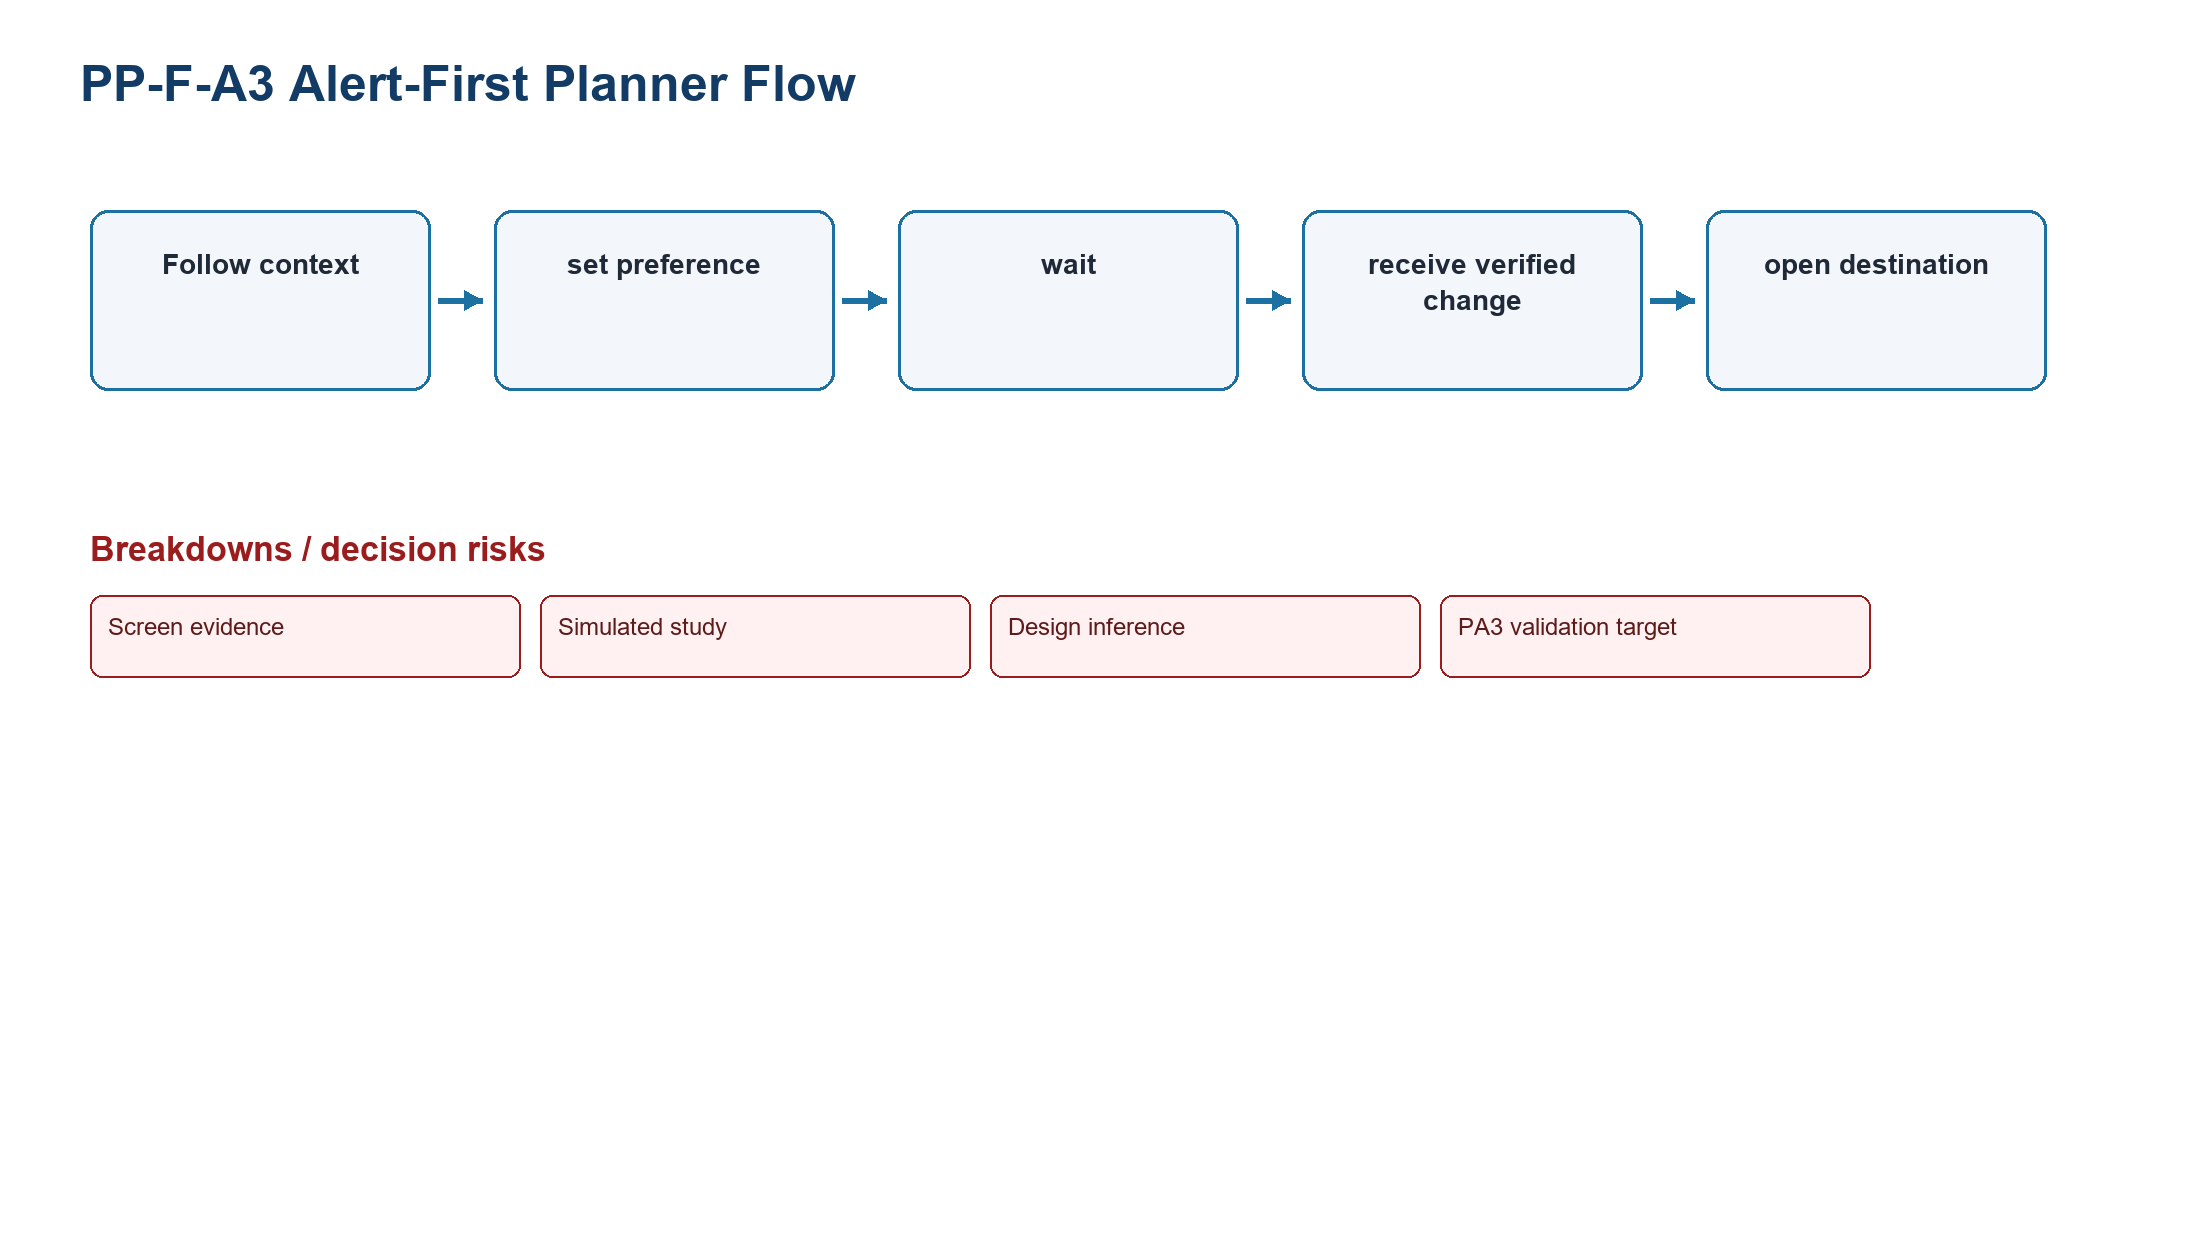 PP-F-A3 Alert-First Planner Flow
Follow context
set preference
wait
receive verified
change
open destination
Breakdowns / decision risks
Screen evidence
Simulated study
Design inference
PA3 validation target